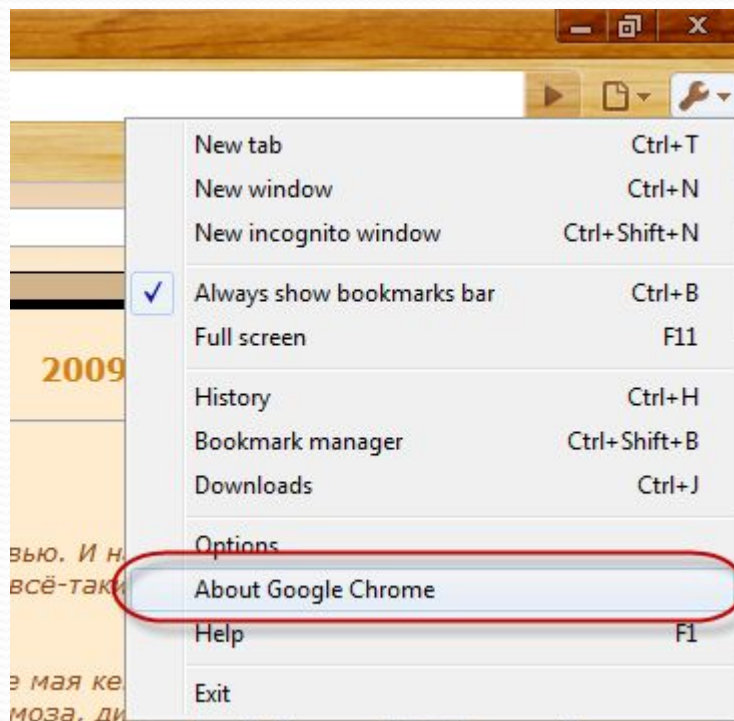 New tab Ctrl+T
New window Ctrl+N
New incognito window Ctrl+Shift+N
Always show bookmarks bar Ctrl+B
Full screen F11
2009
History Ctrl+H
Bookmark manager Ctrl+Shift+B
Downloads Ctrl+J
Options
вью. И н
всё-таки
About Google Chrome
Help F1
е мая ке
Exit
моза, ди